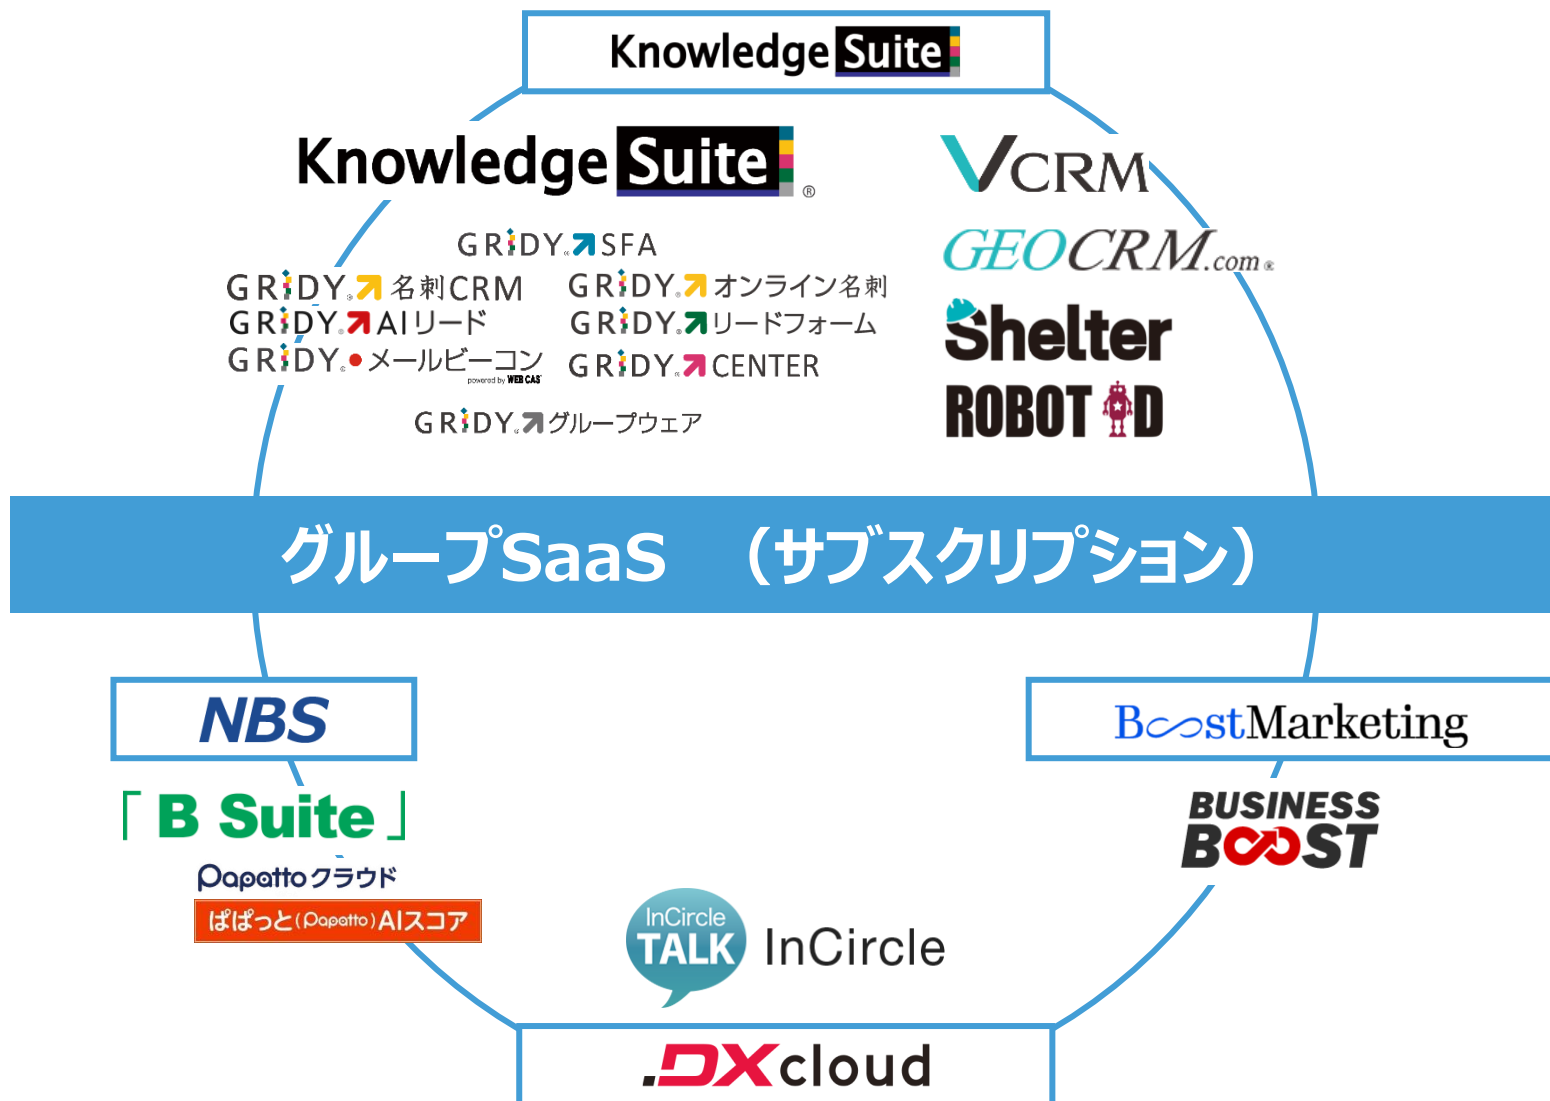 Knowledge Suite
Knowledge Suite ®
GRiDY SFA
GRiDY 名刺CRM
GRiDY オンライン名刺
GRiDY AIリード
GRiDY リードフォーム
GRiDY メールビーコン
powered by WEBCAS
GRiDY CENTER
GRiDY グループウェア
VCRM
GEOCRM.com ®
Shelter
ROBOT ID
グループSaaS （サブスクリプション）
NBS
「B Suite」
Papattoクラウド
ぱぱっと(Papatto)AIスコア
BoostMarketing
BUSINESS
BOOST
InCircle
TALK
InCircle
.DXcloud